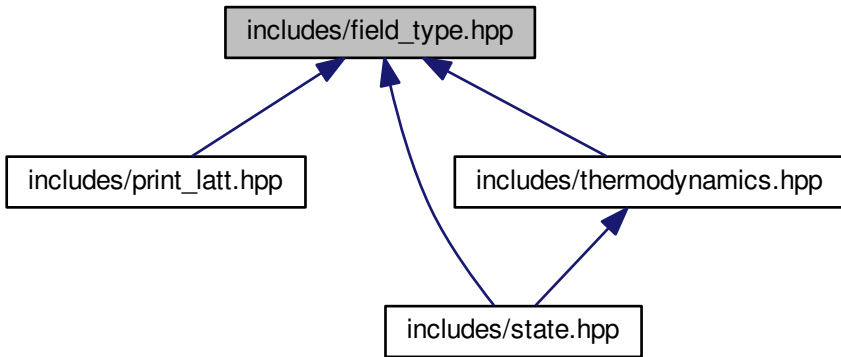 includes/field_type.hpp
includes/print_latt.hpp
includes/thermodynamics.hpp
includes/state.hpp